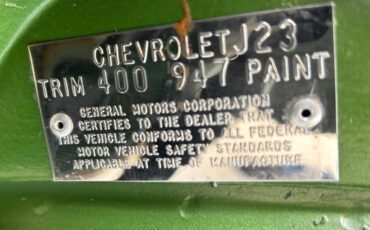 CHEVROLET J23
TRIM 400 947 PAINT
GENERAL MOTORS CORPORATION
CERTIFIES TO THE DEALER THAT
THIS VEHICLE CONFORMS TO ALL FEDERAL
MOTOR VEHICLE SAFETY STANDARDS
APPLICABLE AT TIME OF MANUFACTURE